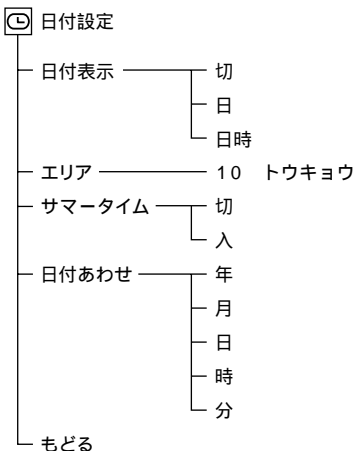 日付設定
日付表示 切
日
日時
エリア 10 トウキョウ
サマータイム 切
入
日付あわせ 年
月
日
時
分
もどる